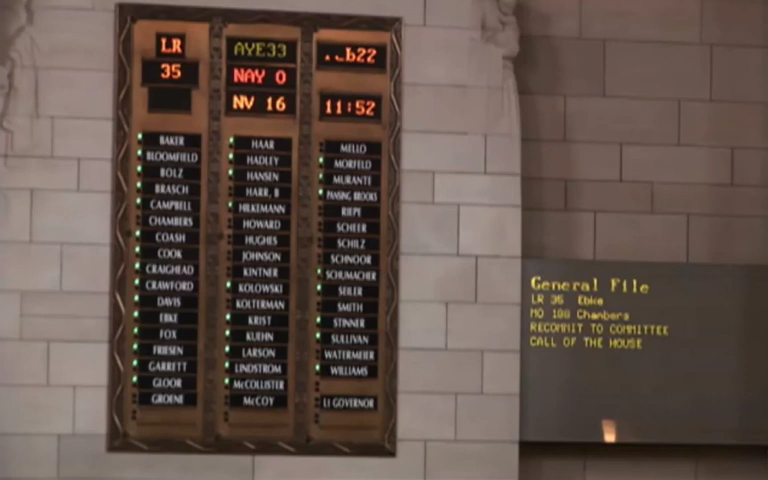 LR
35
AYE33
NAY 0
NV 16
b22
11:52
BAKER
BLOOMFIELD
BOLZ
BRASCH
CAMPBELL
CHAMBERS
COASH
COOK
CRAIGHEAD
CRAWFORD
DAVIS
EBKE
FOX
FRIESEN
GARRETT
GLOOR
GROENE
HAAR
HADLEY
HANSEN
HARR, B
HILKEMANN
HOWARD
HUGHES
JOHNSON
KINTNER
KOLOWSKI
KOLTERMAN
KRIST
KUEHN
LARSON
LINDSTROM
McCOLLISTER
McCOY
MELLO
MORFELD
MURANTE
PANSING BROOKS
RIEPE
SCHEER
SCHILZ
SCHNOOR
SCHUMACHER
SEILER
SMITH
STINNER
SULLIVAN
WATERMEIER
WILLIAMS
LT GOVERNOR
General File
LR 35 Ebke
MO 188 Chambers
RECOMMIT TO COMMITTEE
CALL OF THE HOUSE